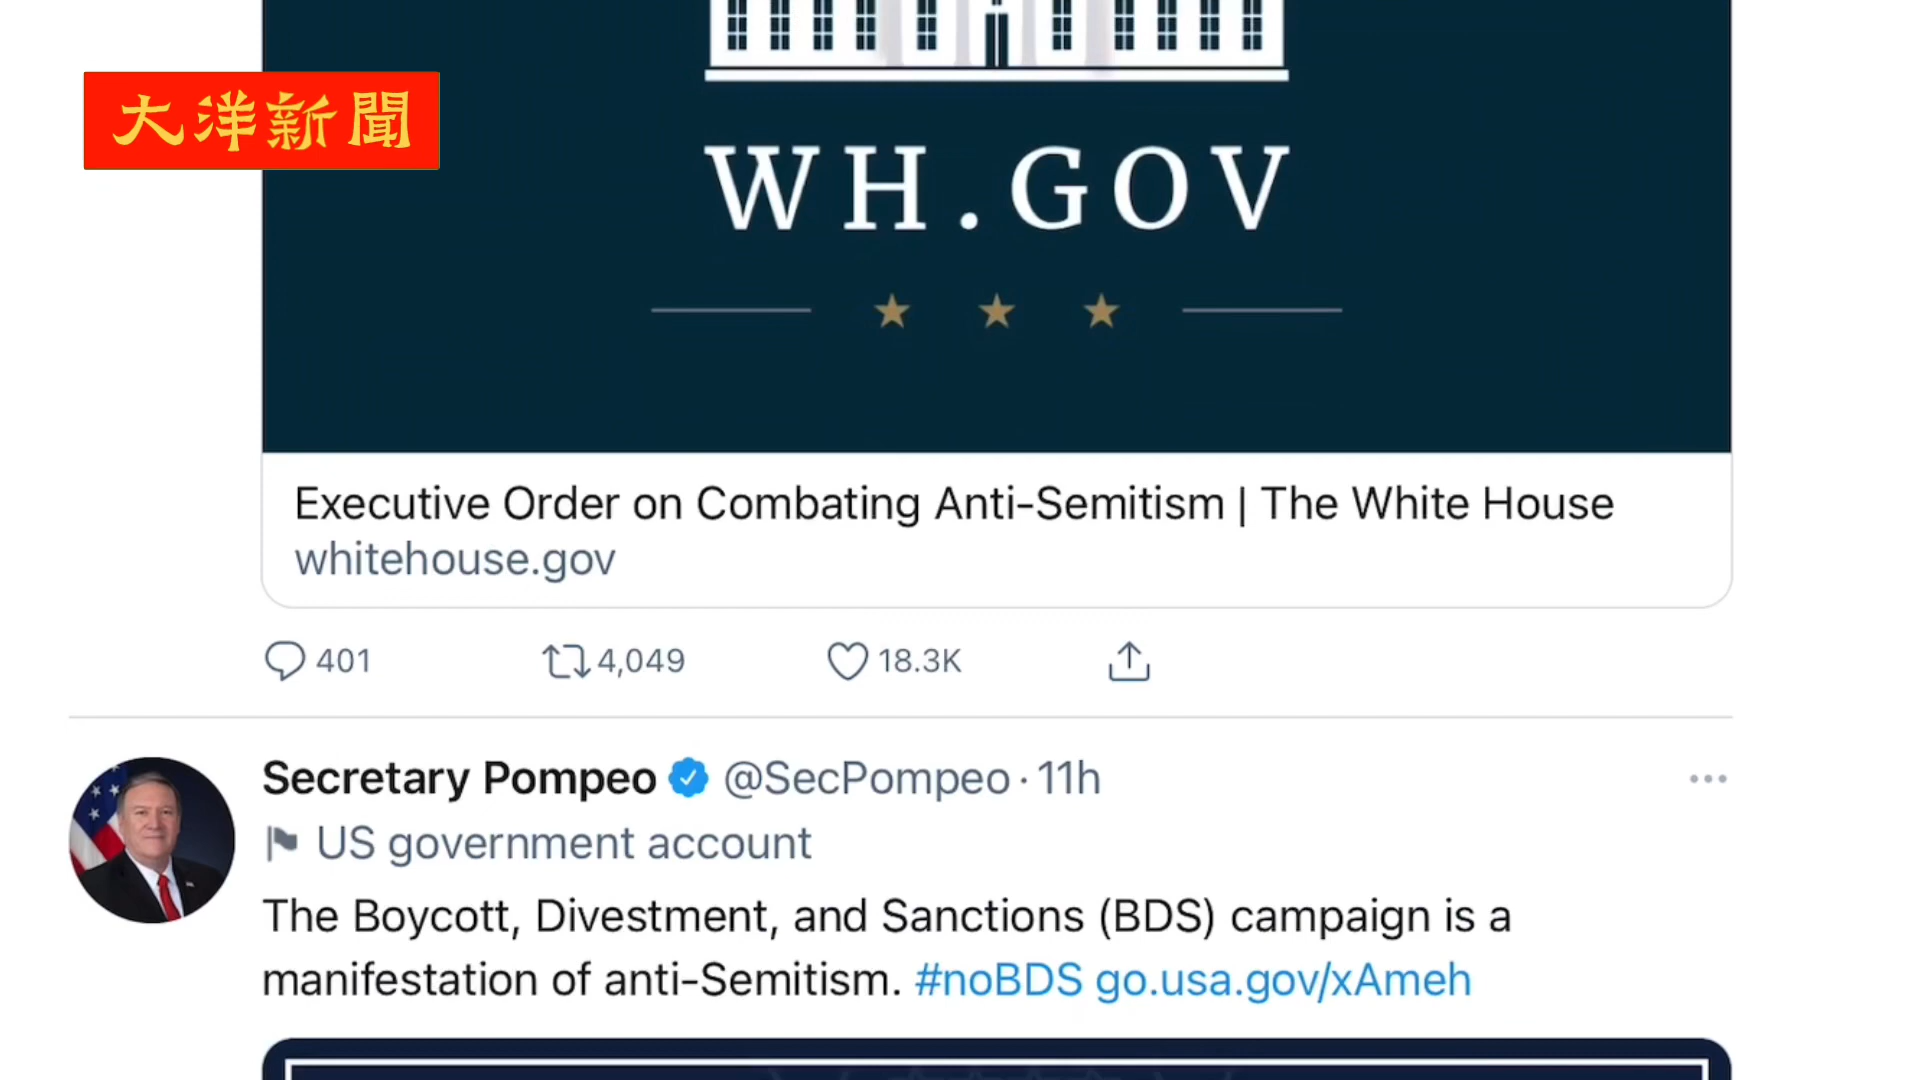 大洋新聞
WH.GOV
Executive Order on Combating Anti-Semitism | The White House
whitehouse.gov
401 4,049 18.3K
Secretary Pompeo @SecPompeo · 11h
US government account
The Boycott, Divestment, and Sanctions (BDS) campaign is a
manifestation of anti-Semitism. #noBDS go.usa.gov/xAmeh